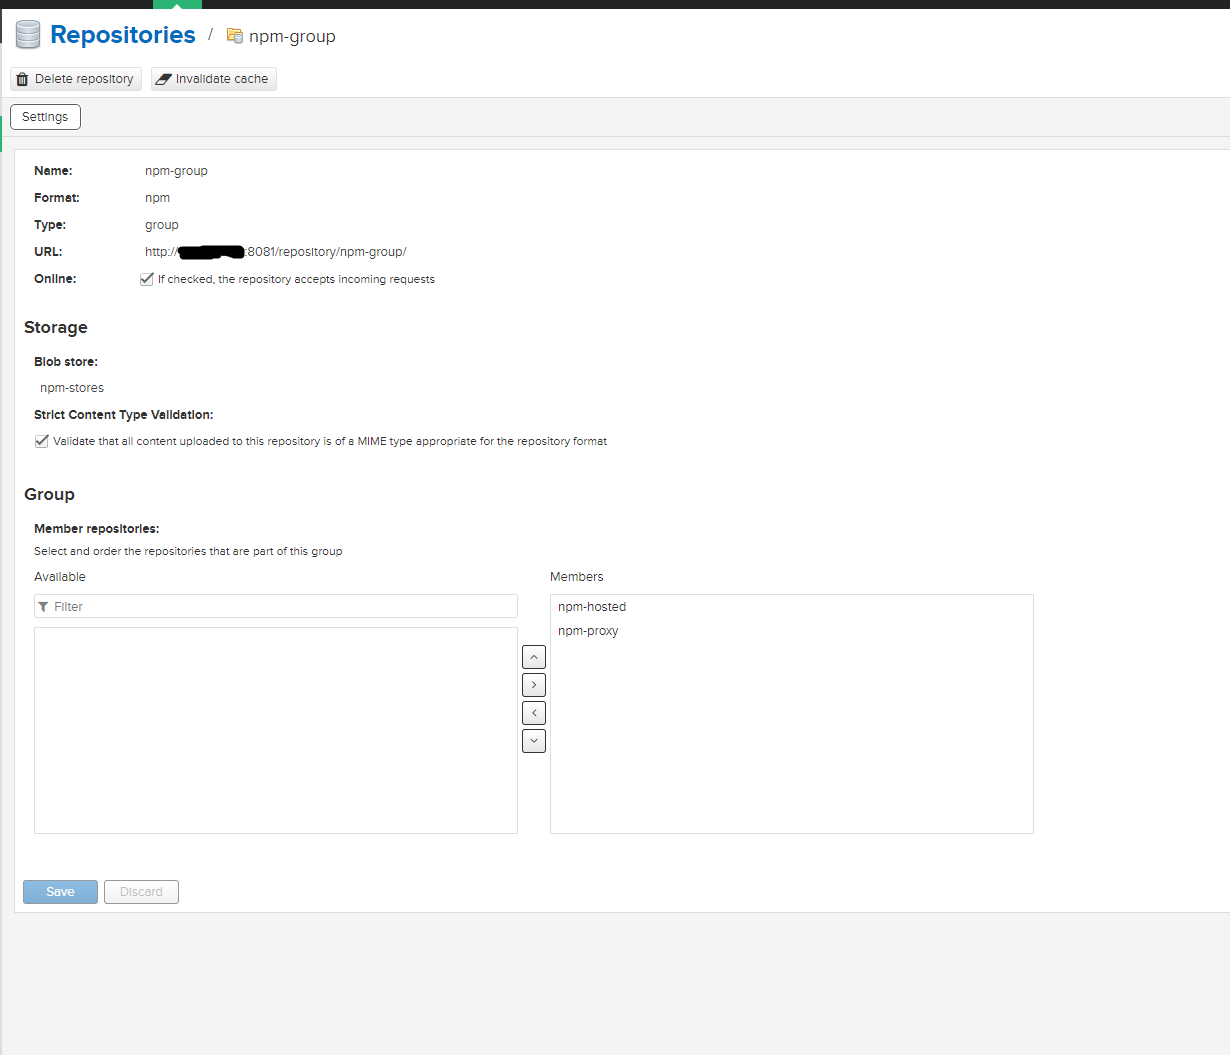 Repositories / npm-group
Delete repository Invalidate cache
Settings
Name: npm-group
Format: npm
Type: group
URL: http:// :8081/repository/npm-group/
Online: If checked, the repository accepts incoming requests
Storage
Blob store:
npm-stores
Strict Content Type Validation:
Validate that all content uploaded to this repository is of a MIME type appropriate for the repository format
Group
Member repositories:
Select and order the repositories that are part of this group
Available Members
Filter npm-hosted
npm-proxy
Save Discard